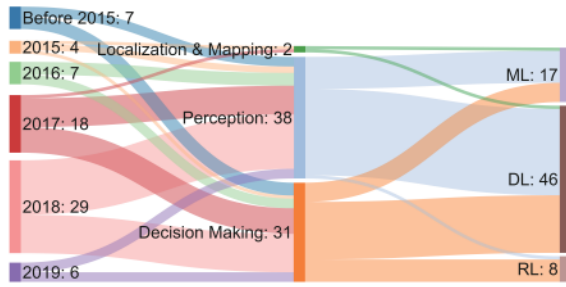 Before 2015: 7
2015: 4
2016: 7
2017: 18
2018: 29
2019: 6
Localization & Mapping: 2
Perception: 38
Decision Making: 31
ML: 17
DL: 46
RL: 8